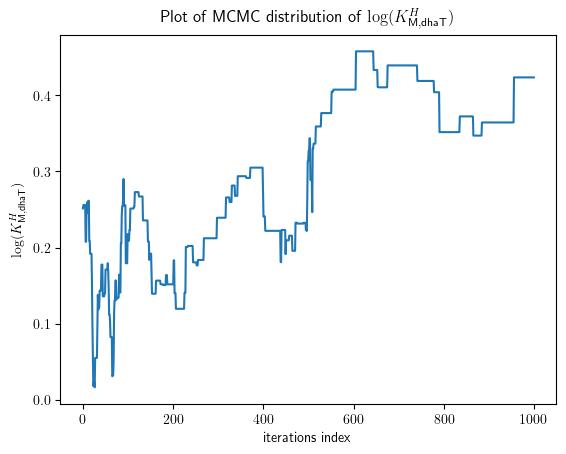 Plot of MCMC distribution of log(K^H_{M,dhaT})
log(K^H_{M,dhaT})
0.4
0.3
0.2
0.1
0.0
0 200 400 600 800 1000
iterations index